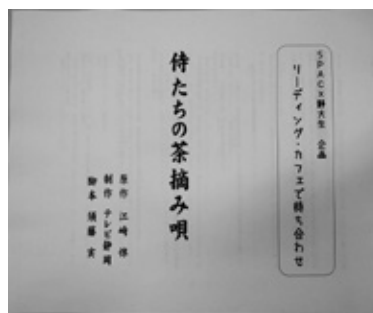 SPAC×静大生 企画
リーディング・カフェで待ち合わせ
侍たちの茶摘み唄
原作 江崎 惇
制作 テレビ静岡
脚本 須藤 実